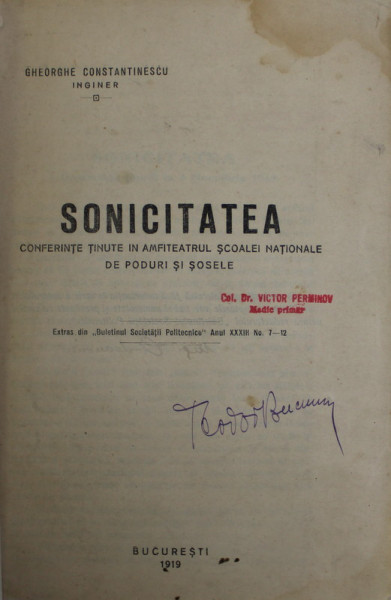 GHEORGHE CONSTANTINESCU
INGINER
SONICITATEA
CONFERINȚE ȚINUTE IN AMFITEATRUL ȘCOALEI NAȚIONALE
DE PODURI ȘI ȘOSELE
Col. Dr. VICTOR PERMINOV
Medic primar
Extras din „Buletinul Societății Politecnice" Anul XXXIII No. 7—12
Teodor
BUCUREȘTI
1919